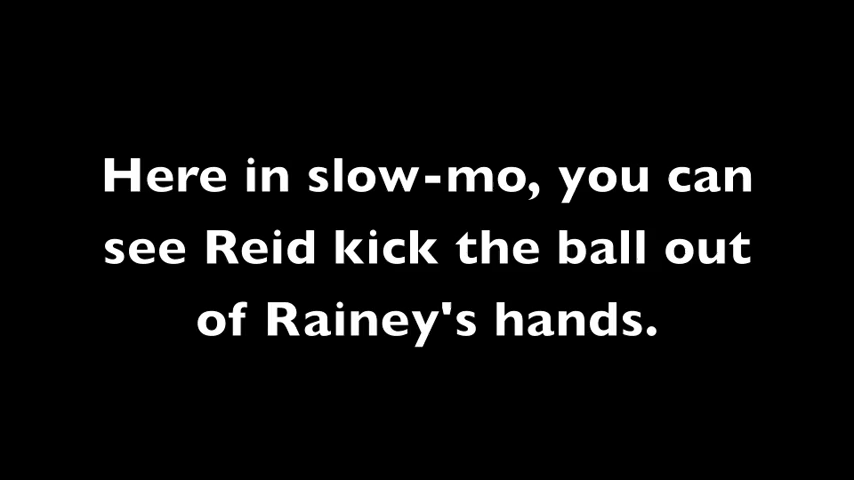 Here in slow-mo, you can
see Reid kick the ball out
of Rainey's hands.